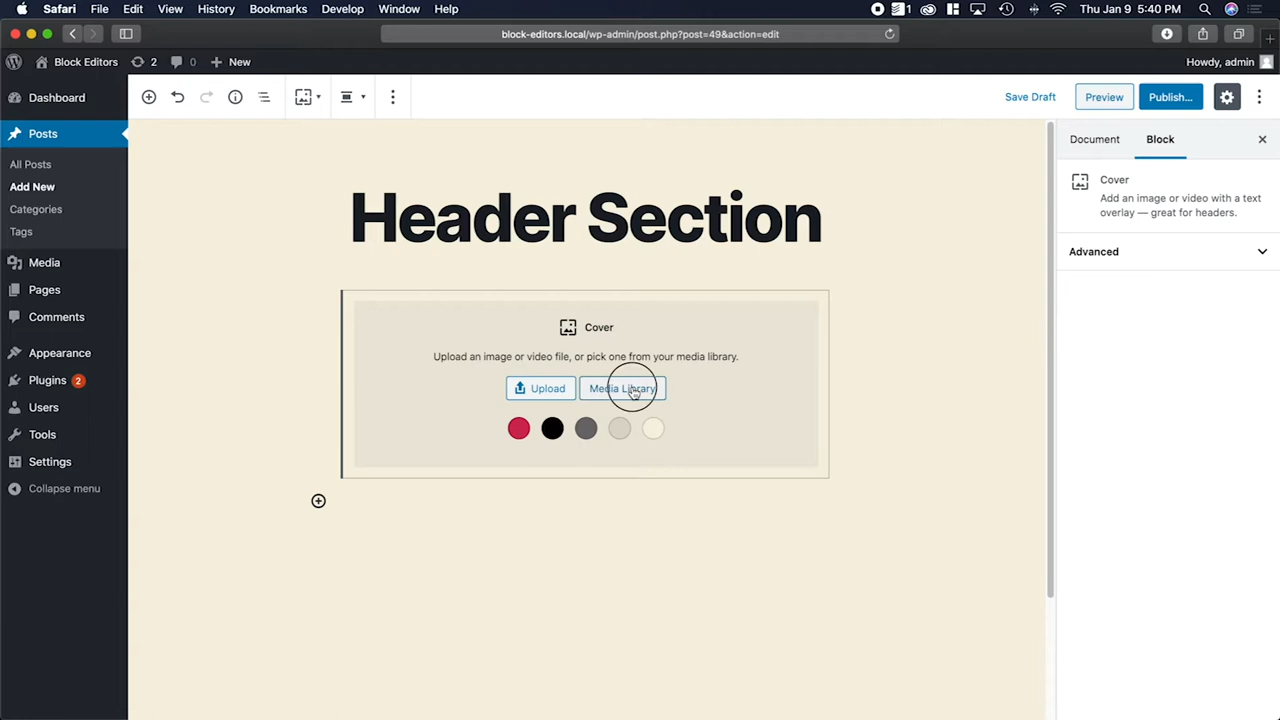 Safari File Edit View History Bookmarks Develop Window Help 1 Thu Jan 9 5:40 PM
block-editors.local/wp-admin/post.php?post=49&action=edit
Block Editors 2 0 New Howdy, admin
Dashboard
Posts
All Posts
Add New
Categories
Tags
Media
Pages
Comments
Appearance
Plugins 2
Users
Tools
Settings
Collapse menu
Save Draft Preview Publish...
Header Section
Cover
Upload an image or video file, or pick one from your media library.
Upload Media Library
Document Block
Cover
Add an image or video with a text
overlay — great for headers.
Advanced